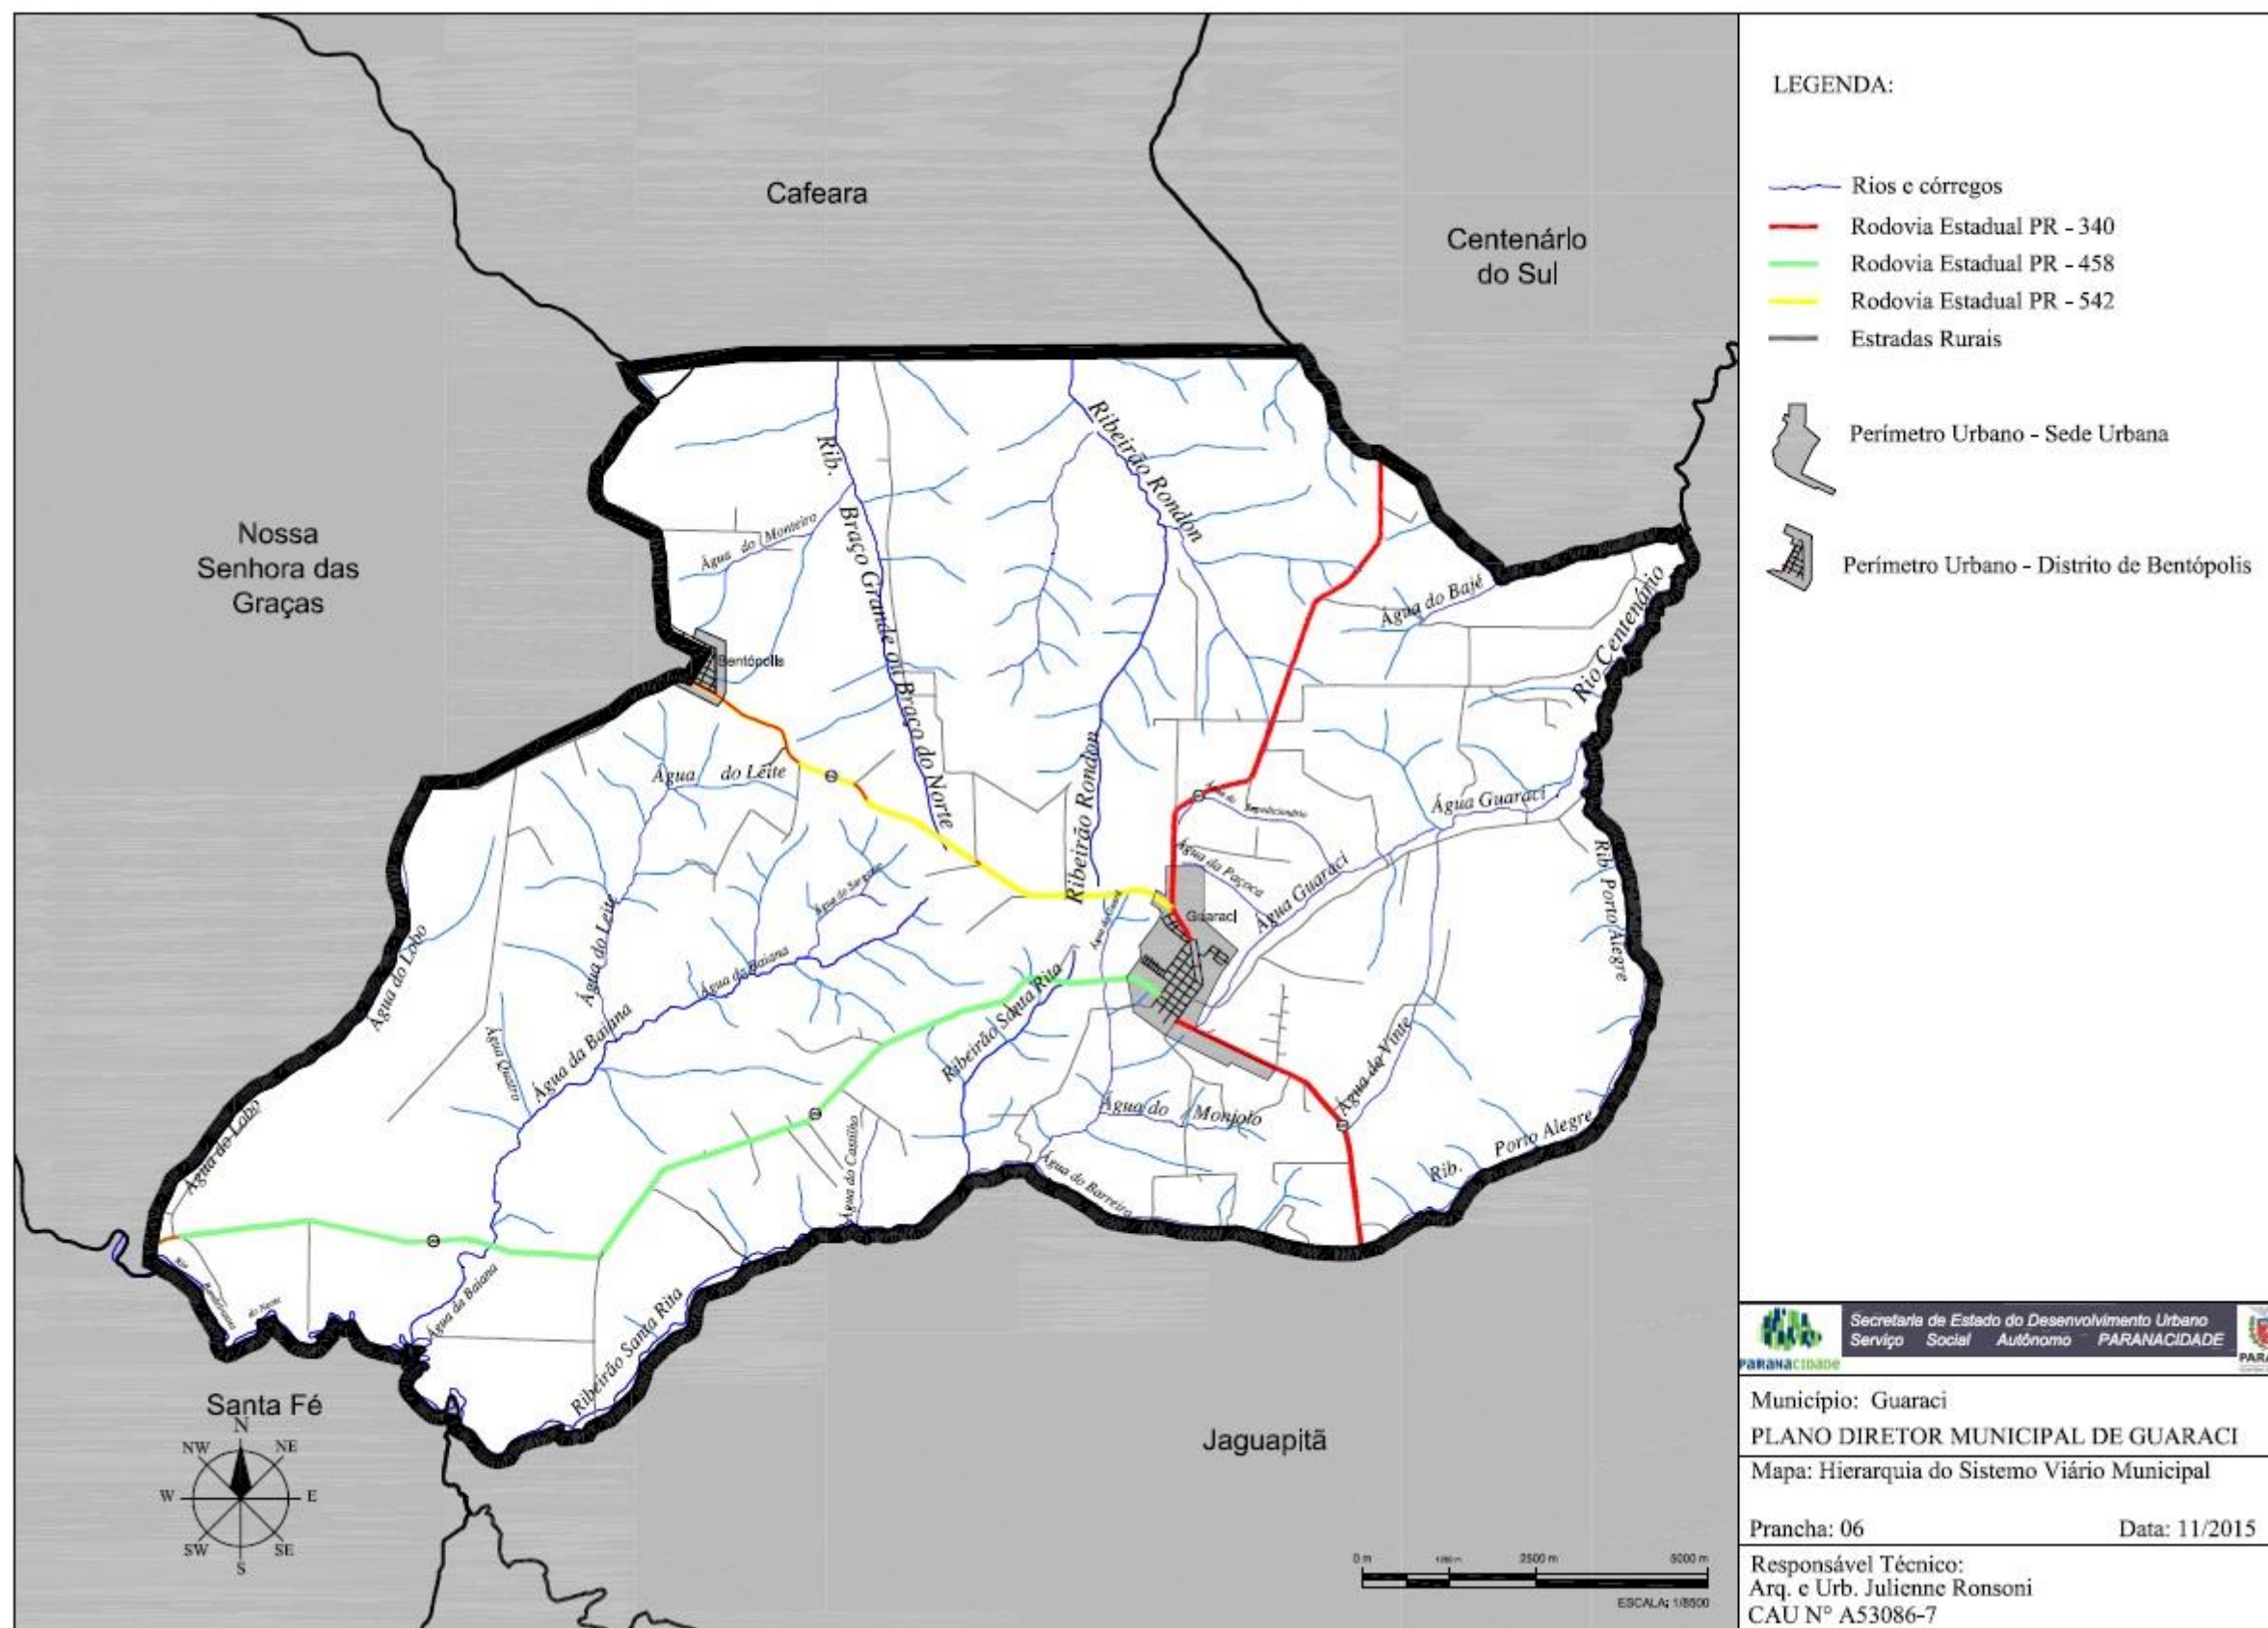 Cafeara
Centenário
do Sul
Nossa
Senhora das
Graças
Rib.
Braço Grande ou Braço do Norte
Ribeirão Rondon
Água do Monteiro
Água do Bajé
Rio Centenário
Bentópolis
Água do Leite
Ribeirão Rondon
Água Guaraci
Água da Paçoca
Água Guaraci
Guaraci
Rib. Porto Alegre
Água do Lobo
Água do Leite
Água da Baiana
Água da Baiana
Água Quatro
Ribeirão Santa Rita
Água do Vinte
Água do Monjolo
Rib. Porto Alegre
Água do Lobo
Água do Castilho
Água do Barreiro
do Norte
Água da Baiana
Ribeirão Santa Rita
Santa Fé
Jaguapitã
N
NW
NE
W
E
SW
SE
S
0 m
2500 m
5000 m
ESCALA: 1/8500
LEGENDA:
Rios e córregos
Rodovia Estadual PR - 340
Rodovia Estadual PR - 458
Rodovia Estadual PR - 542
Estradas Rurais
Perímetro Urbano - Sede Urbana
Perímetro Urbano - Distrito de Bentópolis
PARANACIDADE
Secretaria de Estado do Desenvolvimento Urbano
Serviço Social Autônomo PARANACIDADE
Município: Guaraci
PLANO DIRETOR MUNICIPAL DE GUARACI
Mapa: Hierarquia do Sistemo Viário Municipal
Prancha: 06 Data: 11/2015
Responsável Técnico:
Arq. e Urb. Julienne Ronsoni
CAU N° A53086-7